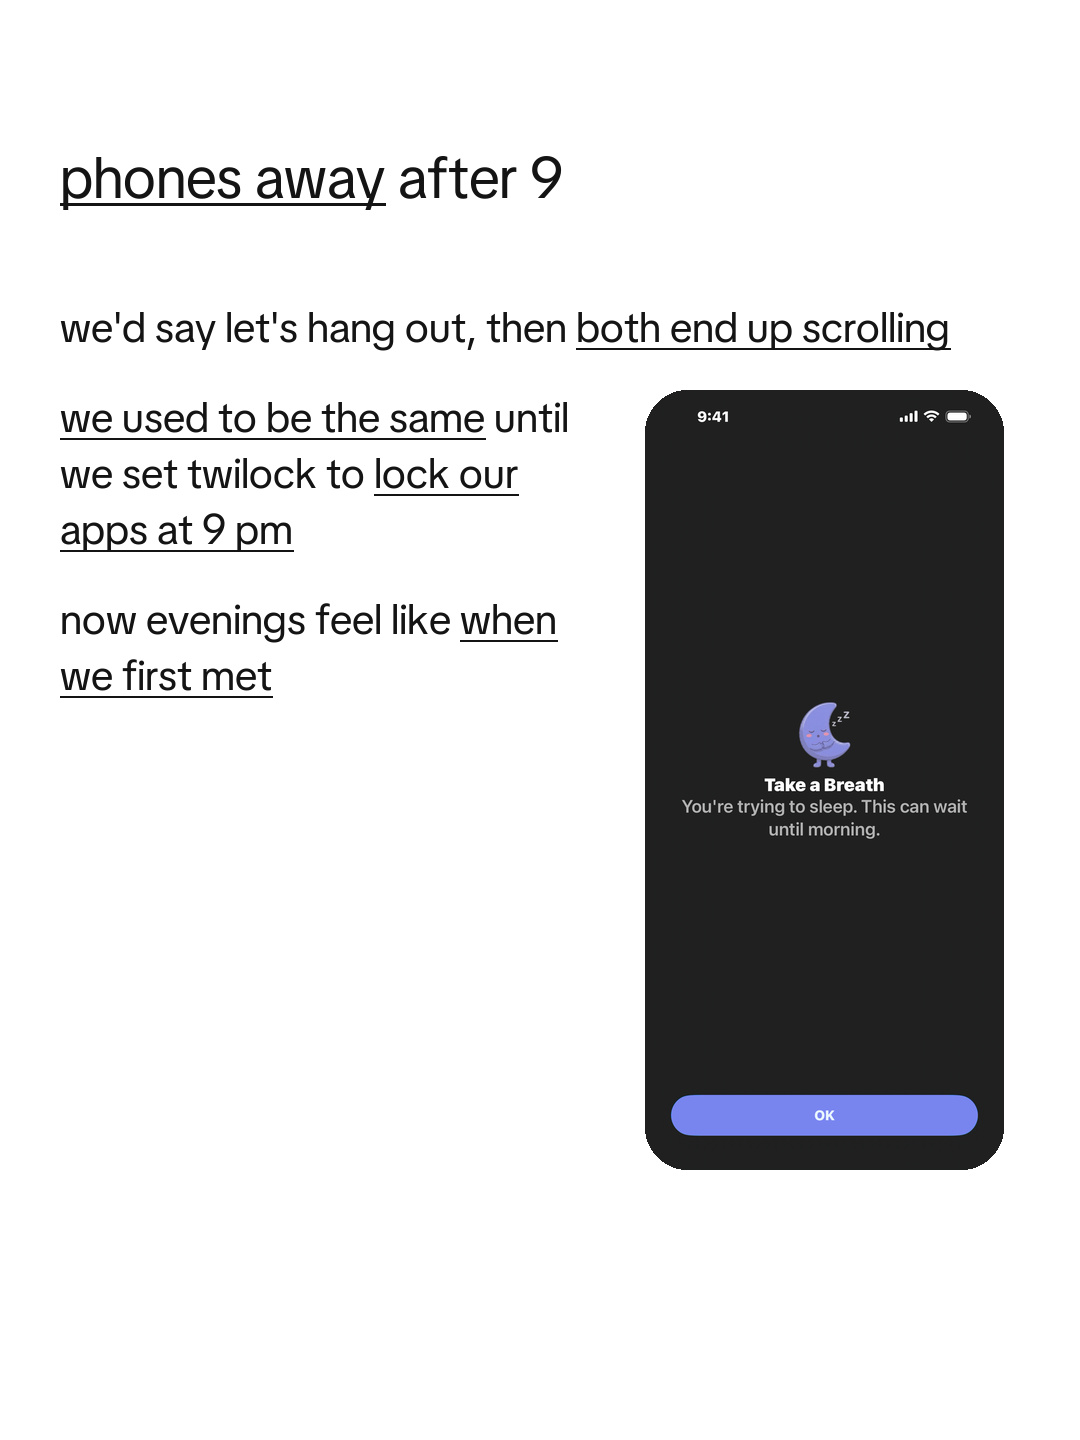 phones away after 9
we'd say let's hang out, then both end up scrolling
we used to be the same until
we set twilock to lock our
apps at 9 pm
now evenings feel like when
we first met
9:41
z z z
Take a Breath
You're trying to sleep. This can wait
until morning.
OK